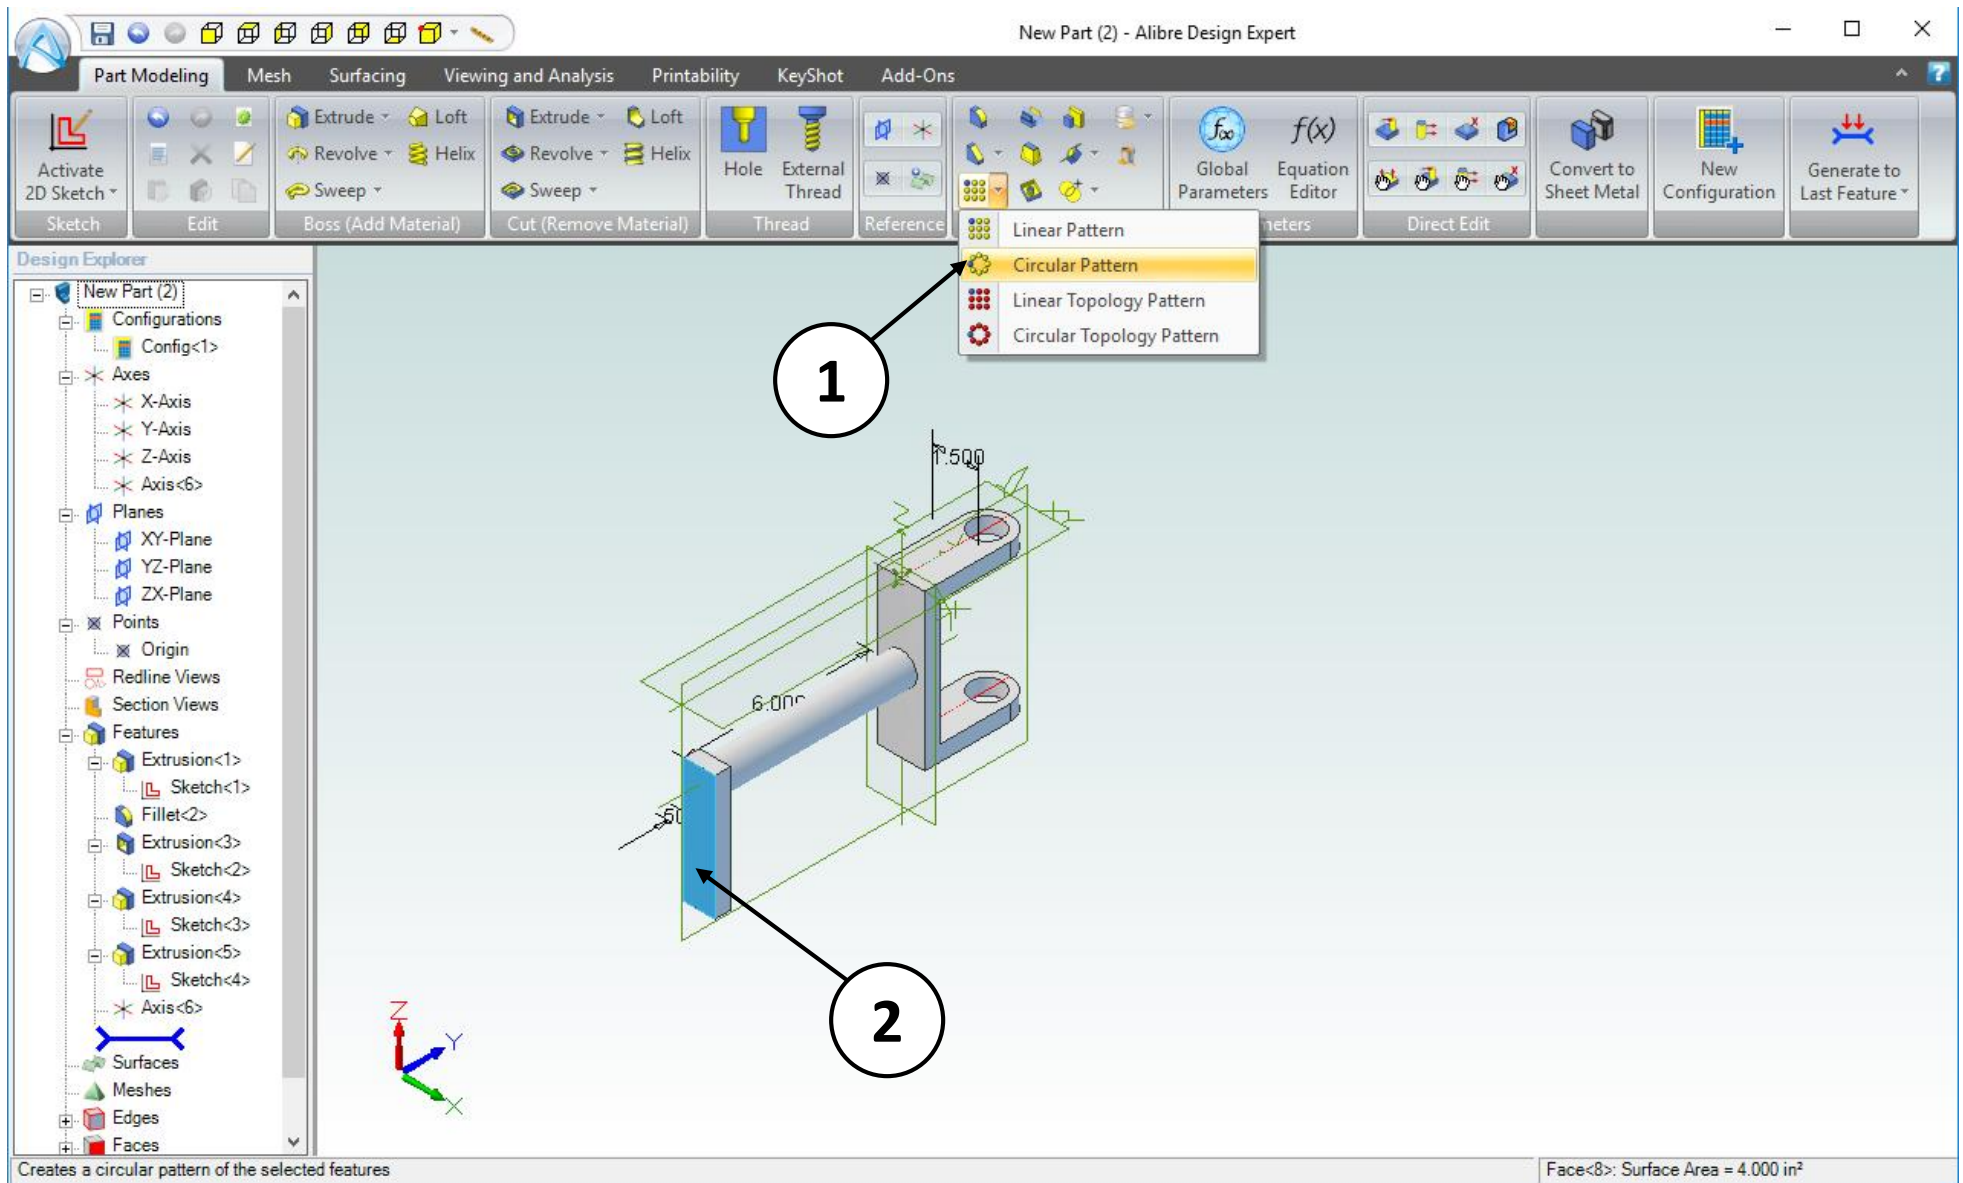 New Part (2) - Alibre Design Expert
Part Modeling Mesh Surfacing Viewing and Analysis Printability KeyShot Add-Ons
Activate
2D Sketch
Sketch
Edit
Extrude Loft
Revolve Helix
Sweep
Boss (Add Material)
Extrude Loft
Revolve Helix
Sweep
Cut (Remove Material)
Hole
External
Thread
Thread
Reference
Global
Parameters
f(x)
Equation
Editor
meters
Direct Edit
Convert to
Sheet Metal
New
Configuration
Generate to
Last Feature
Linear Pattern
Circular Pattern
Linear Topology Pattern
Circular Topology Pattern
Design Explorer
New Part (2)
Configurations
Config<1>
Axes
X-Axis
Y-Axis
Z-Axis
Axis<6>
Planes
XY-Plane
YZ-Plane
ZX-Plane
Points
Origin
Redline Views
Section Views
Features
Extrusion<1>
Sketch<1>
Fillet<2>
Extrusion<3>
Sketch<2>
Extrusion<4>
Sketch<3>
Extrusion<5>
Sketch<4>
Axis<6>
Surfaces
Meshes
Edges
Faces
1
1.500
6.000
2
Z
Y
X
Creates a circular pattern of the selected features
Face<8>: Surface Area = 4.000 in²